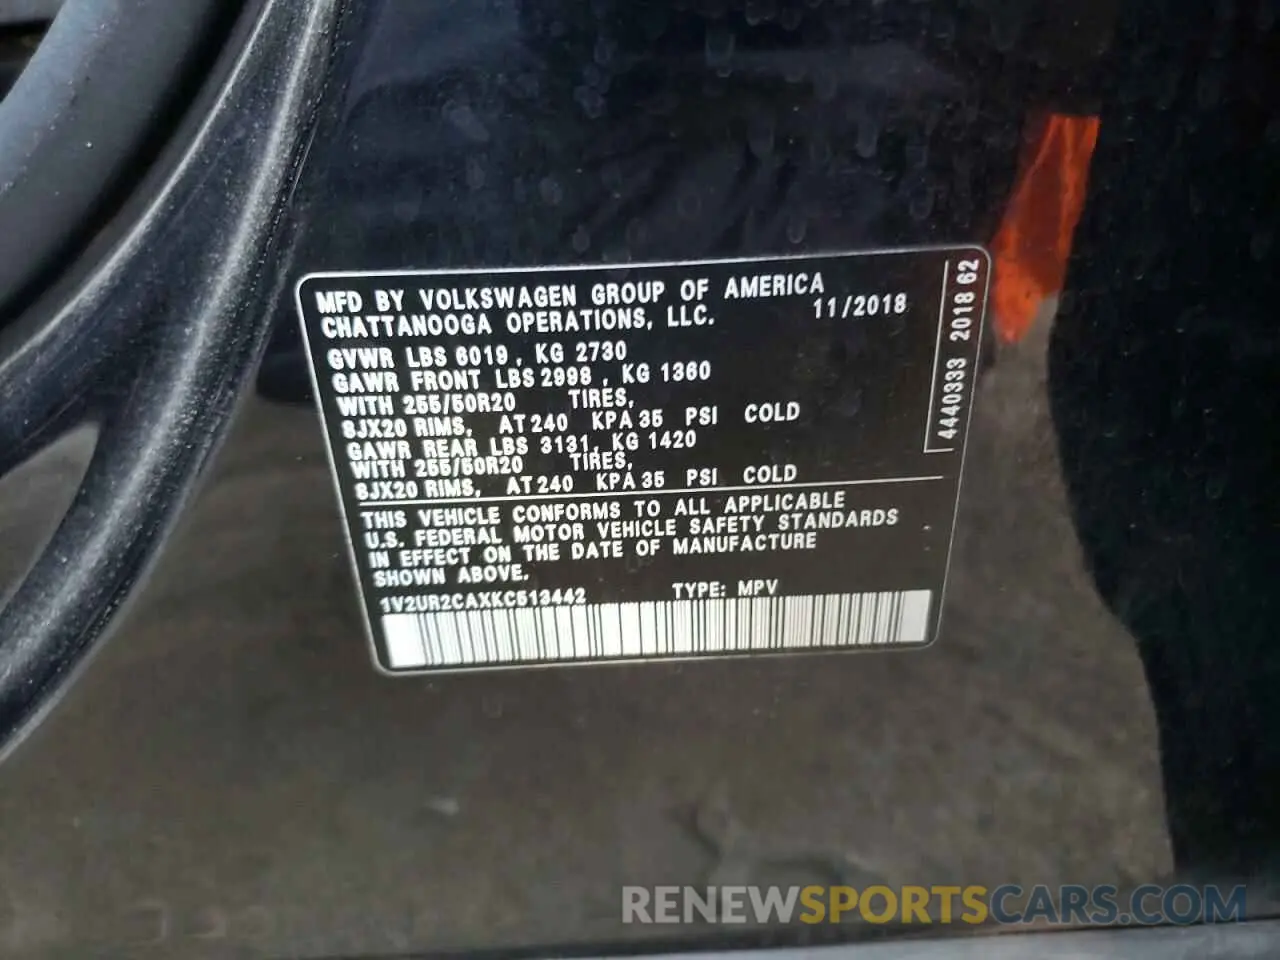 MFD BY VOLKSWAGEN GROUP OF AMERICA
CHATTANOOGA OPERATIONS, LLC. 11/2018
GVWR LBS 6019, KG 2730
GAWR FRONT LBS 2998, KG 1360
WITH 255/50R20 TIRES,
8JX20 RIMS, AT 240 KPA 35 PSI COLD
GAWR REAR LBS 3131, KG 1420
WITH 255/50R20 TIRES,
8JX20 RIMS, AT 240 KPA 35 PSI COLD
THIS VEHICLE CONFORMS TO ALL APPLICABLE
U.S. FEDERAL MOTOR VEHICLE SAFETY STANDARDS
IN EFFECT ON THE DATE OF MANUFACTURE
SHOWN ABOVE.
1V2UR2CAXKC513442 TYPE: MPV
4440333 2018 62
RENEWSPORTSCARS.COM